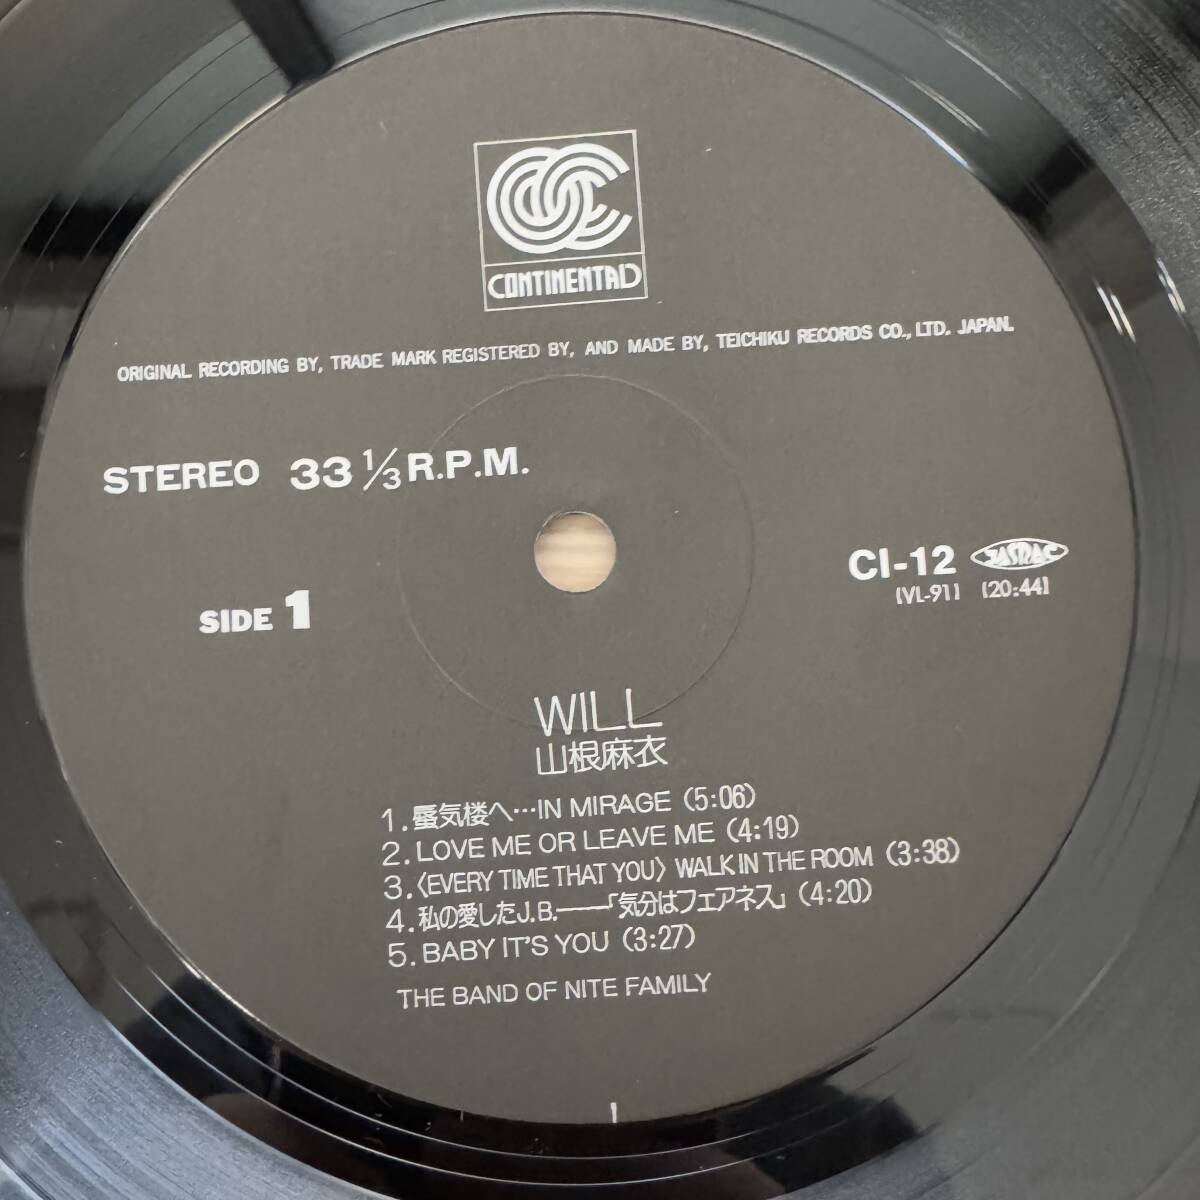 CONTINENTAL
ORIGINAL RECORDING BY, TRADE MARK REGISTERED BY, AND MADE BY, TEICHIKU RECORDS CO., LTD. JAPAN.
STEREO 33 1/3 R.P.M.
CI-12 JASRAC
[VL-91] [20:44]
SIDE 1
WILL
山根麻衣
1. 蜃気楼へ…IN MIRAGE (5:06)
2. LOVE ME OR LEAVE ME (4:19)
3. 〈EVERY TIME THAT YOU〉 WALK IN THE ROOM (3:38)
4. 私の愛したJ.B.——「気分はフェアネス」 (4:20)
5. BABY IT'S YOU (3:27)
THE BAND OF NITE FAMILY